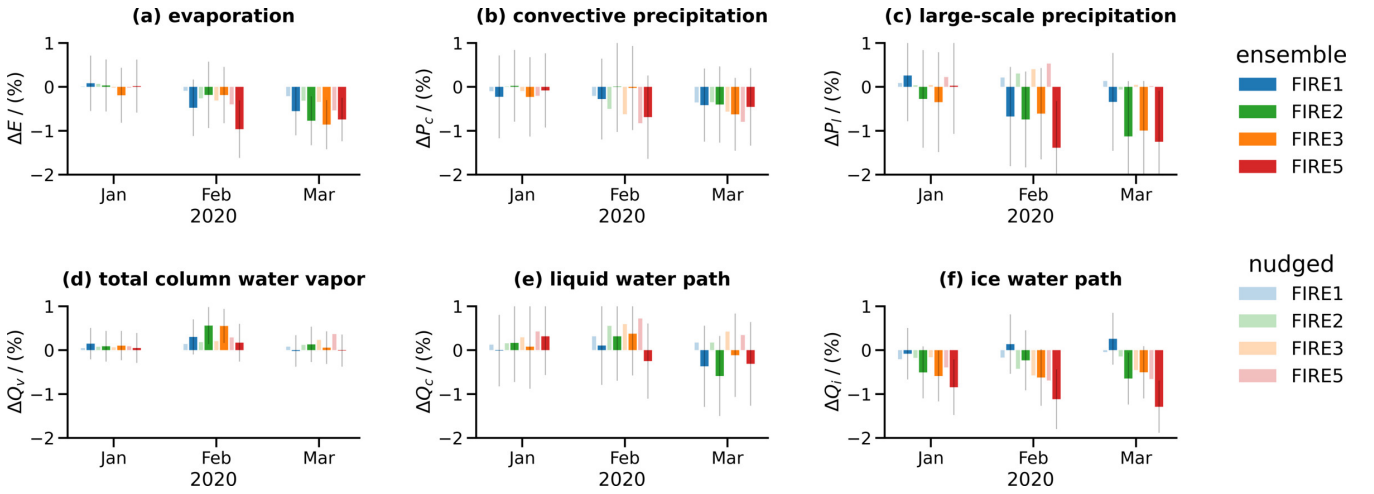 (a) evaporation
(b) convective precipitation
(c) large-scale precipitation
1
0
−1
−2
ΔE / (%)
Jan
Feb
Mar
2020
1
0
−1
−2
ΔP_c / (%)
Jan
Feb
Mar
2020
1
0
−1
−2
ΔP_l / (%)
Jan
Feb
Mar
2020
ensemble
FIRE1
FIRE2
FIRE3
FIRE5
(d) total column water vapor
(e) liquid water path
(f) ice water path
1
0
−1
−2
ΔQ_v / (%)
Jan
Feb
Mar
2020
1
0
−1
−2
ΔQ_c / (%)
Jan
Feb
Mar
2020
1
0
−1
−2
ΔQ_i / (%)
Jan
Feb
Mar
2020
nudged
FIRE1
FIRE2
FIRE3
FIRE5